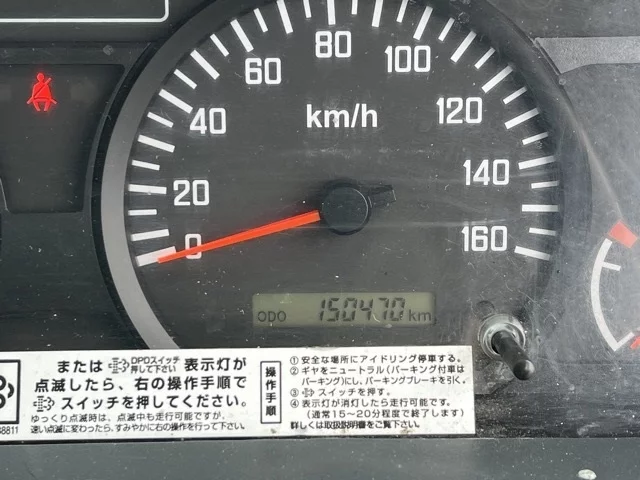 80
60
100
40
km/h
120
20
140
0
160
ODO 150470 km
または DPDスイッチ 押して下さい 表示灯が
点滅したら、右の操作手順で
スイッチを押してください。
ゆっくり点滅時は、点滅中も走行可能ですが、
速い点滅に変わったら、すみやかに右の操作を行って下さい。
38811
操作手順
①安全な場所にアイドリング停車する。
②ギヤをニュートラル(パーキング付車は
パーキング)にし、パーキングブレーキを引く。
③スイッチを押す。
④表示灯が消灯したら走行可能です。
(通常15~20分程度で終了します)
詳しくは取扱説明書をご覧下さい。